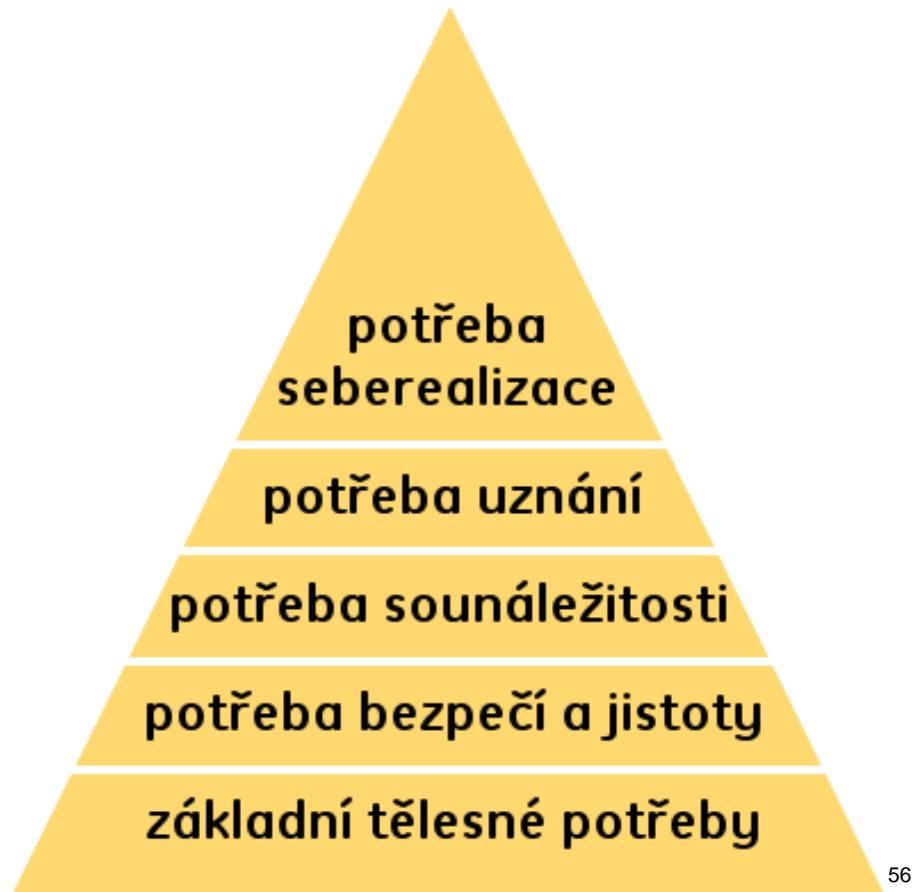 potřeba
seberealizace
potřeba uznání
potřeba sounáležitosti
potřeba bezpečí a jistoty
základní tělesné potřeby
56